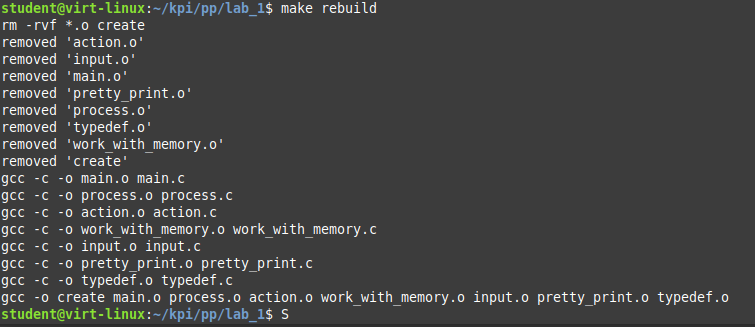 student@virt-linux:~/kpi/pp/lab_1$ make rebuild
rm -rvf *.o create
removed 'action.o'
removed 'input.o'
removed 'main.o'
removed 'pretty_print.o'
removed 'process.o'
removed 'typedef.o'
removed 'work_with_memory.o'
removed 'create'
gcc -c -o main.o main.c
gcc -c -o process.o process.c
gcc -c -o action.o action.c
gcc -c -o work_with_memory.o work_with_memory.c
gcc -c -o input.o input.c
gcc -c -o pretty_print.o pretty_print.c
gcc -c -o typedef.o typedef.c
gcc -o create main.o process.o action.o work_with_memory.o input.o pretty_print.o typedef.o
student@virt-linux:~/kpi/pp/lab_1$ S